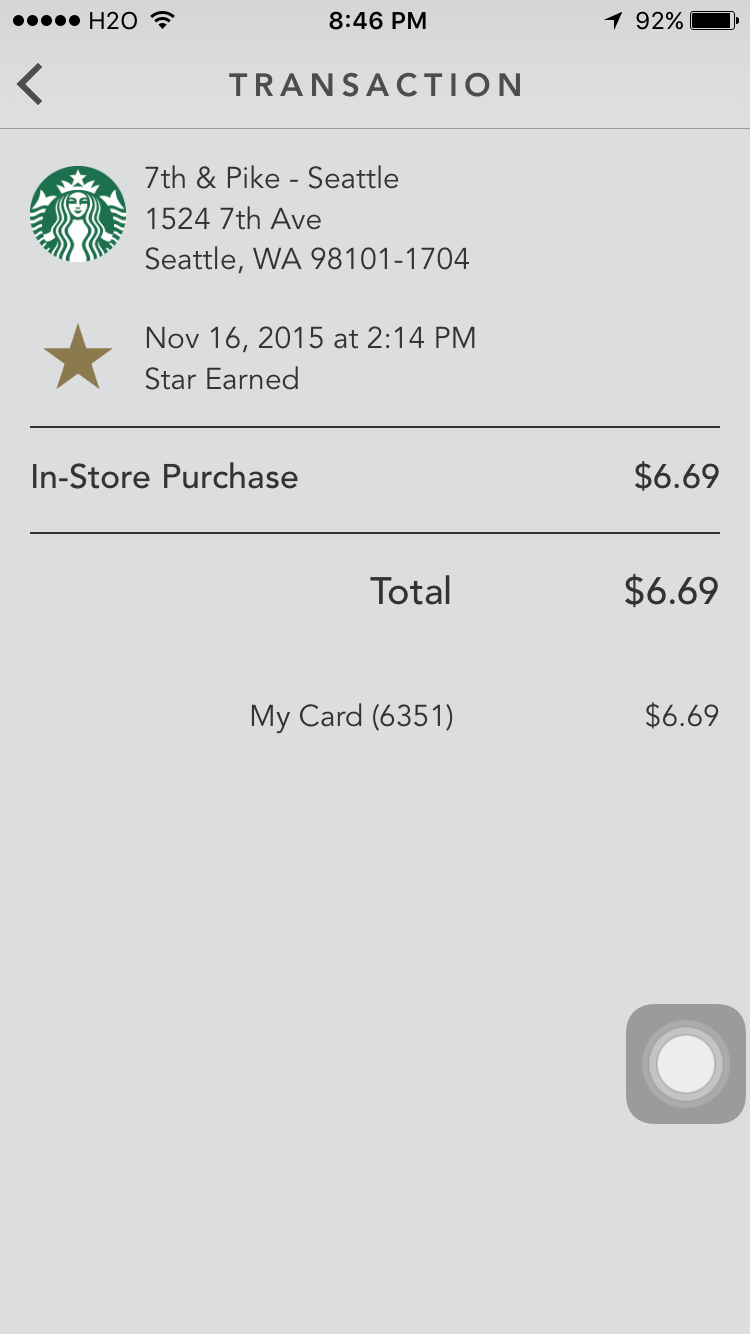 H2O 8:46 PM 92%
TRANSACTION
7th & Pike - Seattle
1524 7th Ave
Seattle, WA 98101-1704
Nov 16, 2015 at 2:14 PM
Star Earned
In-Store Purchase $6.69
Total $6.69
My Card (6351) $6.69